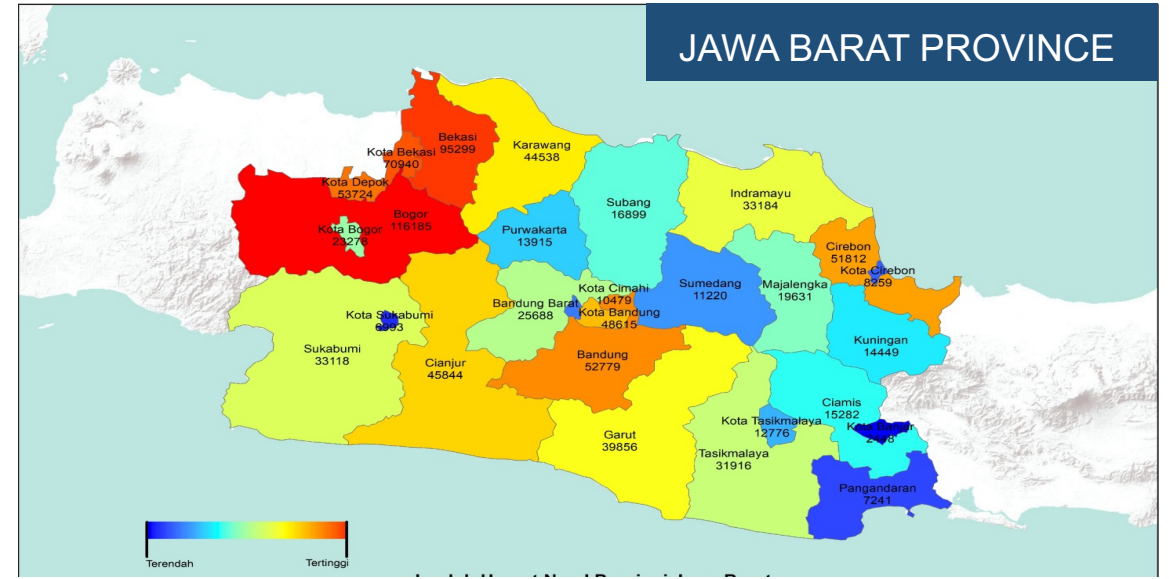 JAWA BARAT PROVINCE
Bekasi
95299
Kota Bekasi
70940
Karawang
44538
Kota Depok
53724
Bogor
116185
Kota Bogor
23278
Purwakarta
13915
Subang
16899
Indramayu
33184
Cirebon
51812
Kota Cirebon
8259
Sumedang
11220
Majalengka
19631
Kota Cimahi
10479
Bandung Barat
25688
Kota Bandung
48615
Kota Sukabumi
Sukabumi
33118
Cianjur
45844
Bandung
52779
Kuningan
14449
Ciamis
15282
Kota Banjar
Kota Tasikmalaya
12776
Garut
39856
Tasikmalaya
31916
Pangandaran
7241
Terendah
Tertinggi